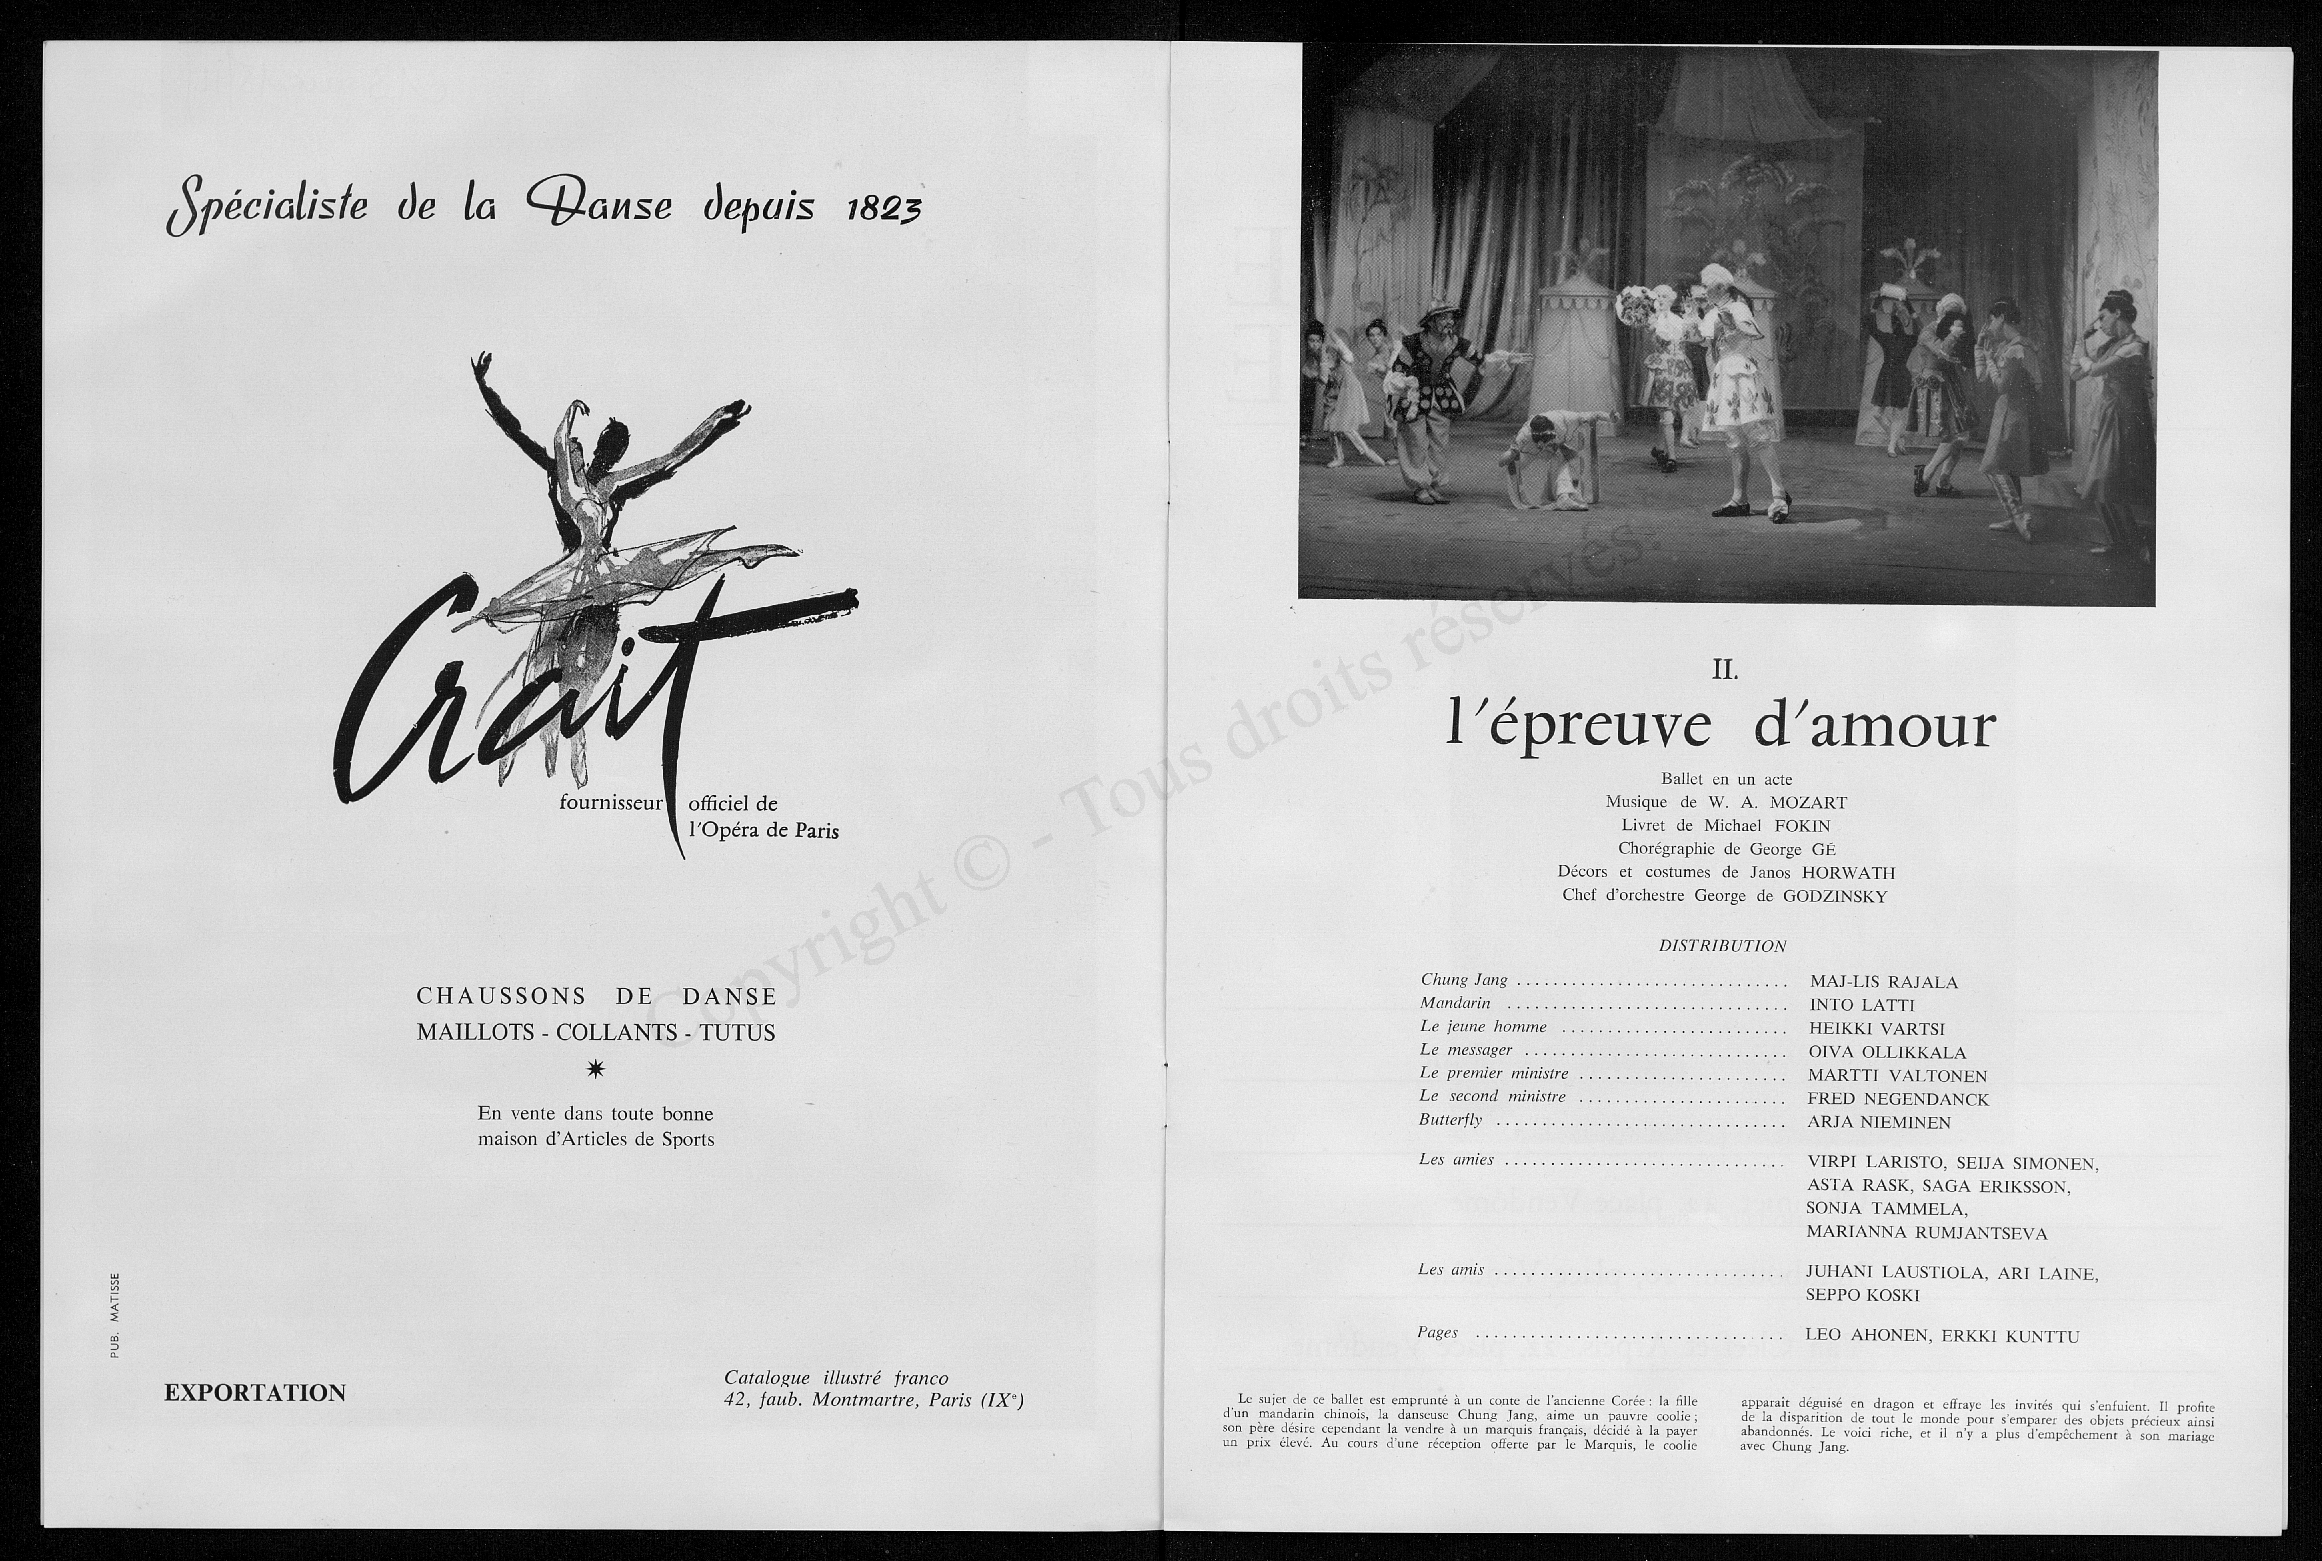 Spécialiste de la Danse depuis 1823
Crait
fournisseur officiel de
l'Opéra de Paris
CHAUSSONS DE DANSE
MAILLOTS - COLLANTS - TUTUS
En vente dans toute bonne
maison d'Articles de Sports
PUB. MATISSE
EXPORTATION
Catalogue illustré franco
42, faub. Montmartre, Paris (IXe)
II.
l'épreuve d'amour
Ballet en un acte
Musique de W. A. MOZART
Livret de Michael FOKIN
Chorégraphie de George GÉ
Décors et costumes de Janos HORWATH
Chef d'orchestre George de GODZINSKY
DISTRIBUTION
Chung Jang .............................. MAJ-LIS RAJALA
Mandarin .............................. INTO LATTI
Le jeune homme ......................... HEIKKI VARTSI
Le messager ............................. OIVA OLLIKKALA
Le premier ministre ....................... MARTTI VALTONEN
Le second ministre ....................... FRED NEGENDANCK
Butterfly ................................ ARJA NIEMINEN
Les amies ............................... VIRPI LARISTO, SEIJA SIMONEN,
ASTA RASK, SAGA ERIKSSON,
SONJA TAMMELA,
MARIANNA RUMJANTSEVA
Les amis ................................ JUHANI LAUSTIOLA, ARI LAINE,
SEPPO KOSKI
Pages .................................. LEO AHONEN, ERKKI KUNTTU
Le sujet de ce ballet est emprunté à un conte de l'ancienne Corée : la fille
d'un mandarin chinois, la danseuse Chung Jang, aime un pauvre coolie ;
son père désire cependant la vendre à un marquis français, décidé à la payer
un prix élevé. Au cours d'une réception offerte par le Marquis, le coolie
apparait déguisé en dragon et effraye les invités qui s'enfuient. Il profite
de la disparition de tout le monde pour s'emparer des objets précieux ainsi
abandonnés. Le voici riche, et il n'y a plus d'empêchement à son mariage
avec Chung Jang.
Copyright © - Tous droits réservés.